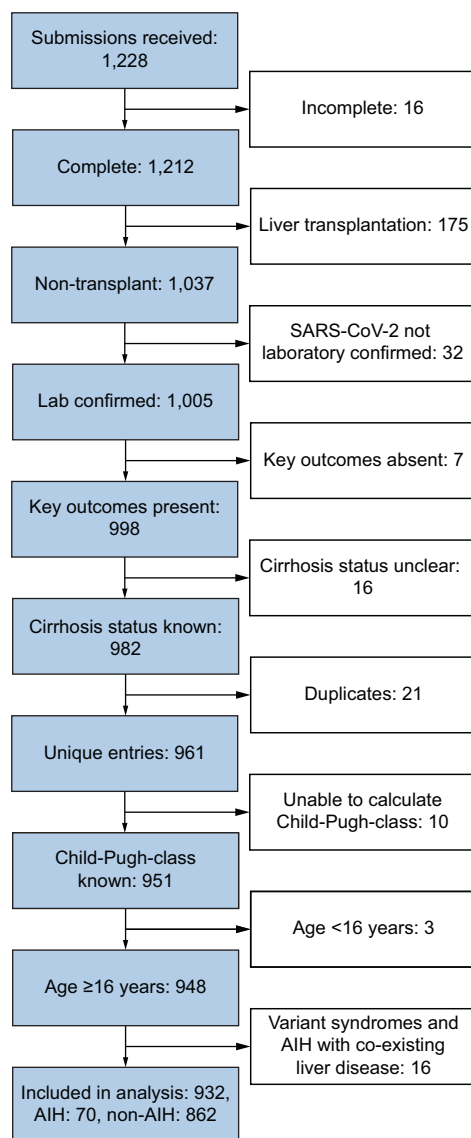 Submissions received:
1,228
Incomplete: 16
Complete: 1,212
Liver transplantation: 175
Non-transplant: 1,037
SARS-CoV-2 not
laboratory confirmed: 32
Lab confirmed: 1,005
Key outcomes absent: 7
Key outcomes present:
998
Cirrhosis status unclear:
16
Cirrhosis status known:
982
Duplicates: 21
Unique entries: 961
Unable to calculate
Child-Pugh-class: 10
Child-Pugh-class
known: 951
Age <16 years: 3
Age ≥16 years: 948
Variant syndromes and
AIH with co-existing
liver disease: 16
Included in analysis: 932,
AIH: 70, non-AIH: 862